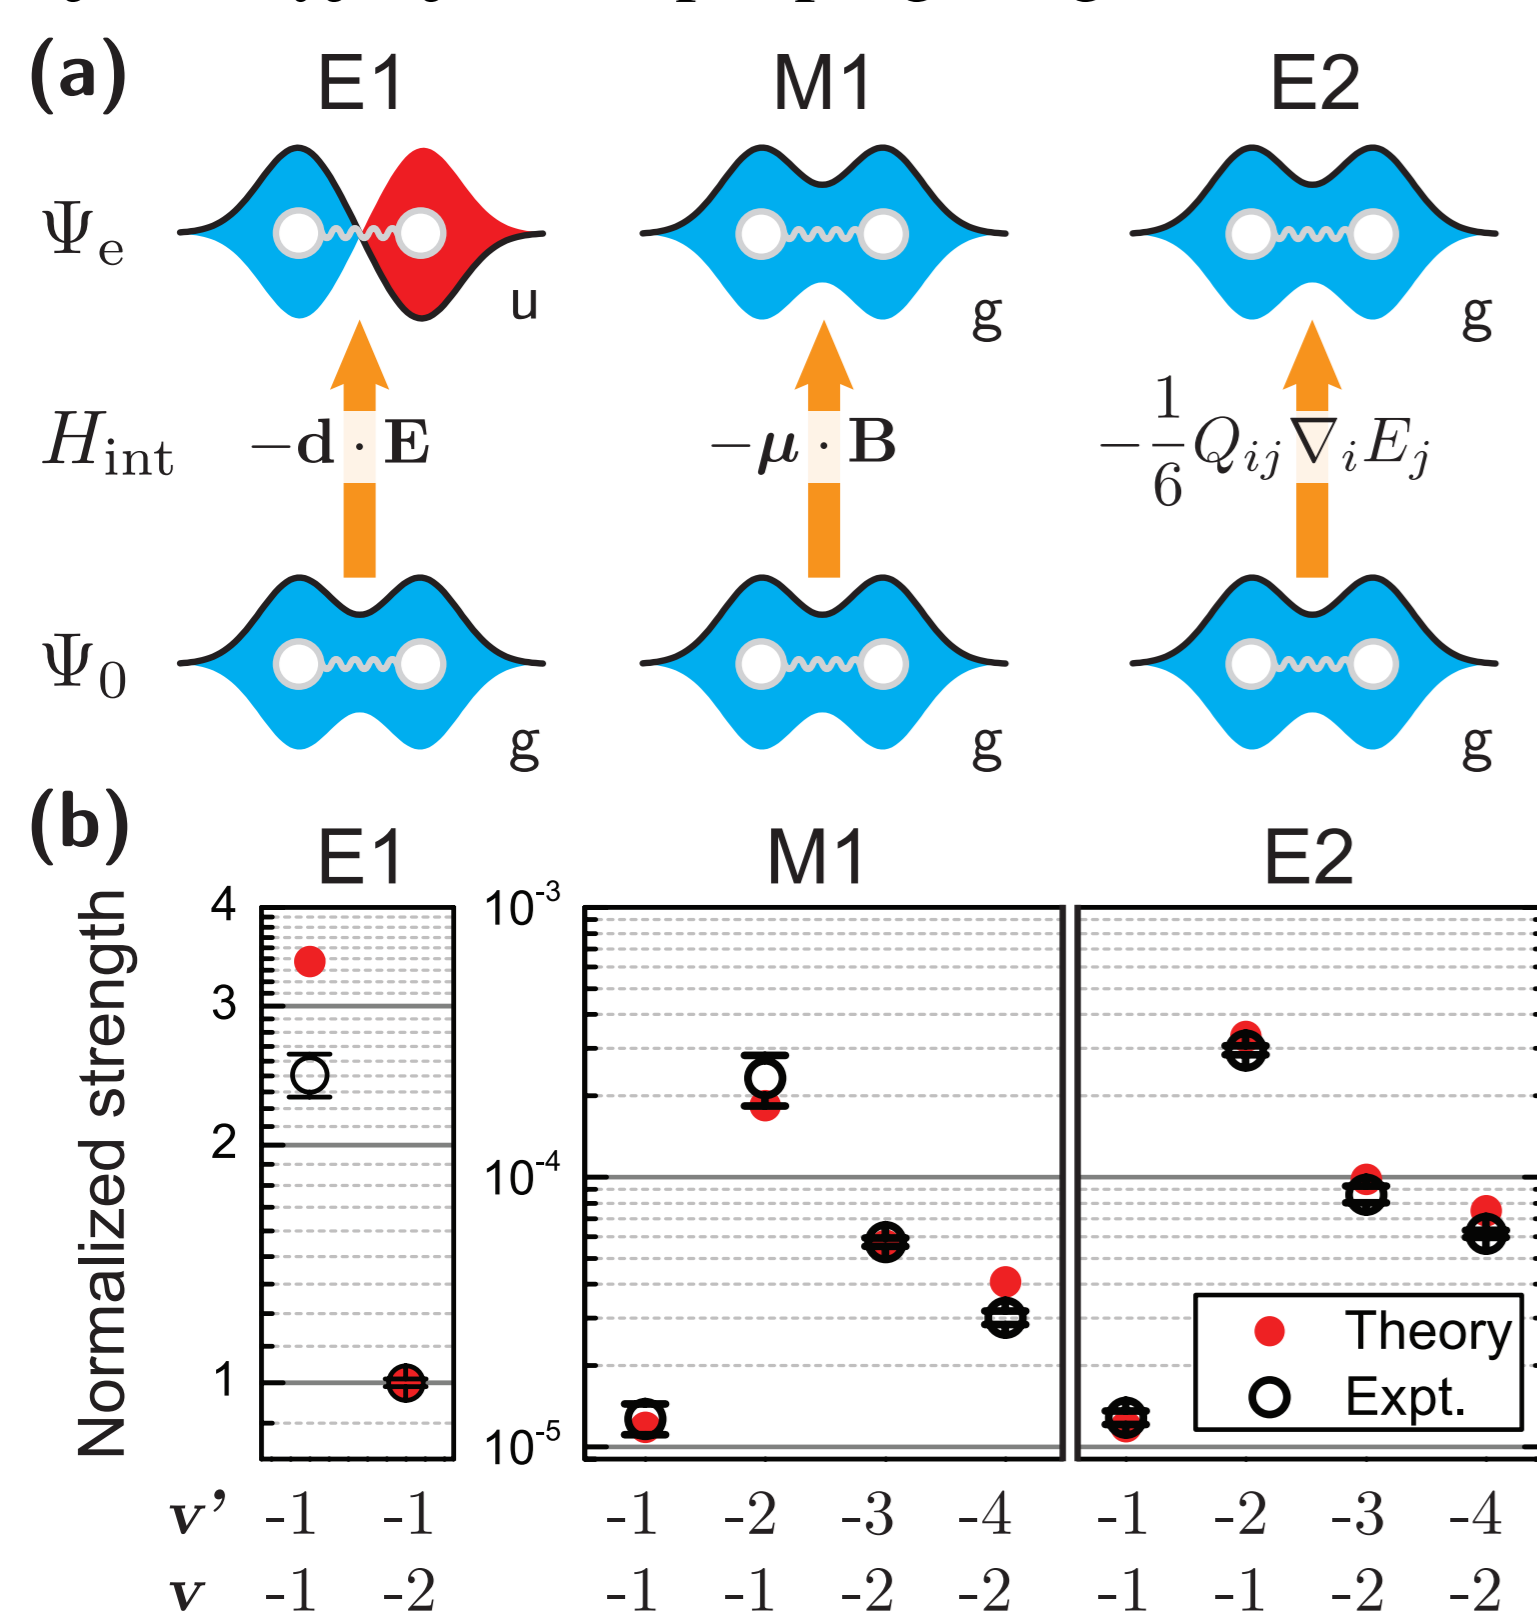 (a)
E1 M1 E2
Ψe
u g g
Hint −d · E −μ · B −1/6 Qij ∇i Ej
Ψ0
g g g
(b)
E1 M1 E2
Normalized strength
4
3
2
1
10-3
10-4
10-5
Theory
Expt.
v’ -1 -1 -1 -2 -3 -4 -1 -2 -3 -4
v -1 -2 -1 -1 -2 -2 -1 -1 -2 -2